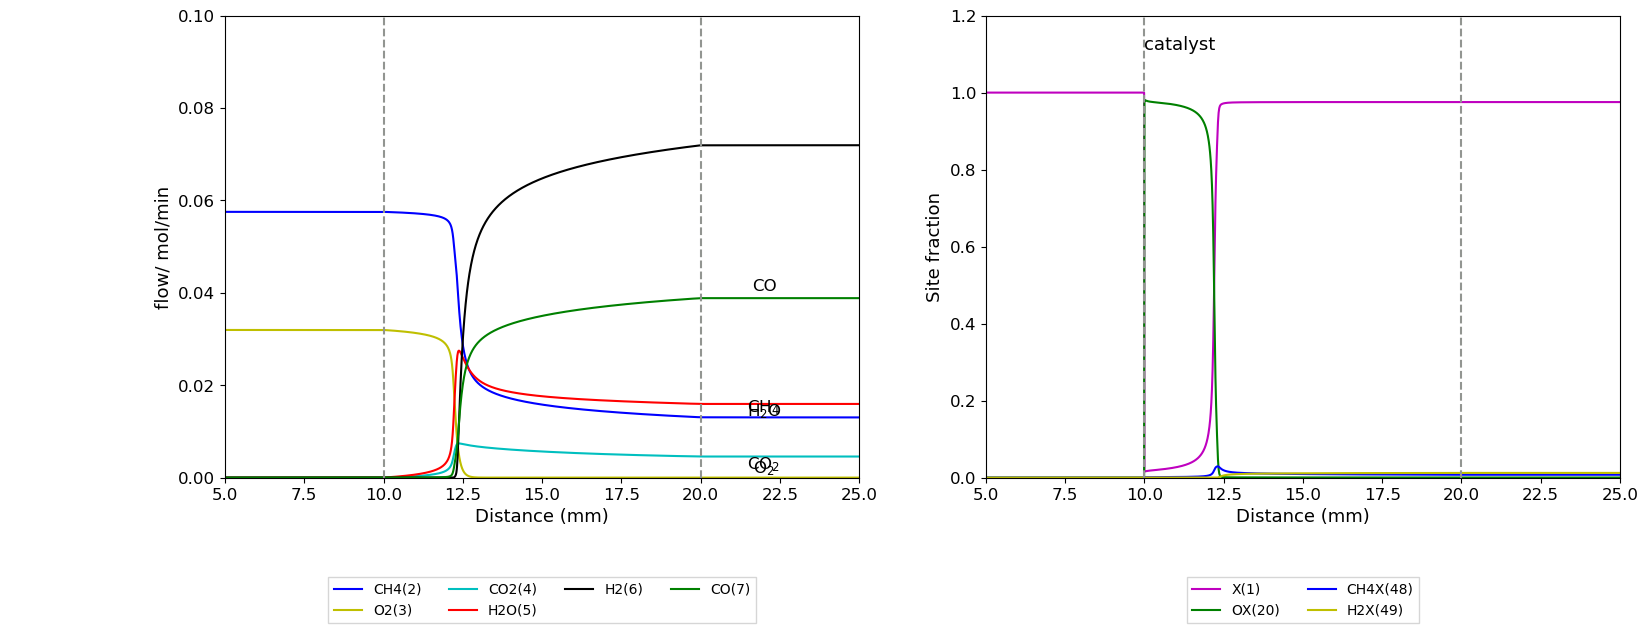 0.10
0.08
0.06
0.04
0.02
0.00
flow/ mol/min
CO
CH4
H₂O
CO₂
O₂
5.0 7.5 10.0 12.5 15.0 17.5 20.0 22.5 25.0
Distance (mm)
CH4(2) CO2(4) H2(6) CO(7)
O2(3) H2O(5)
1.2
1.0
0.8
0.6
0.4
0.2
0.0
Site fraction
catalyst
5.0 7.5 10.0 12.5 15.0 17.5 20.0 22.5 25.0
Distance (mm)
X(1) CH4X(48)
OX(20) H2X(49)